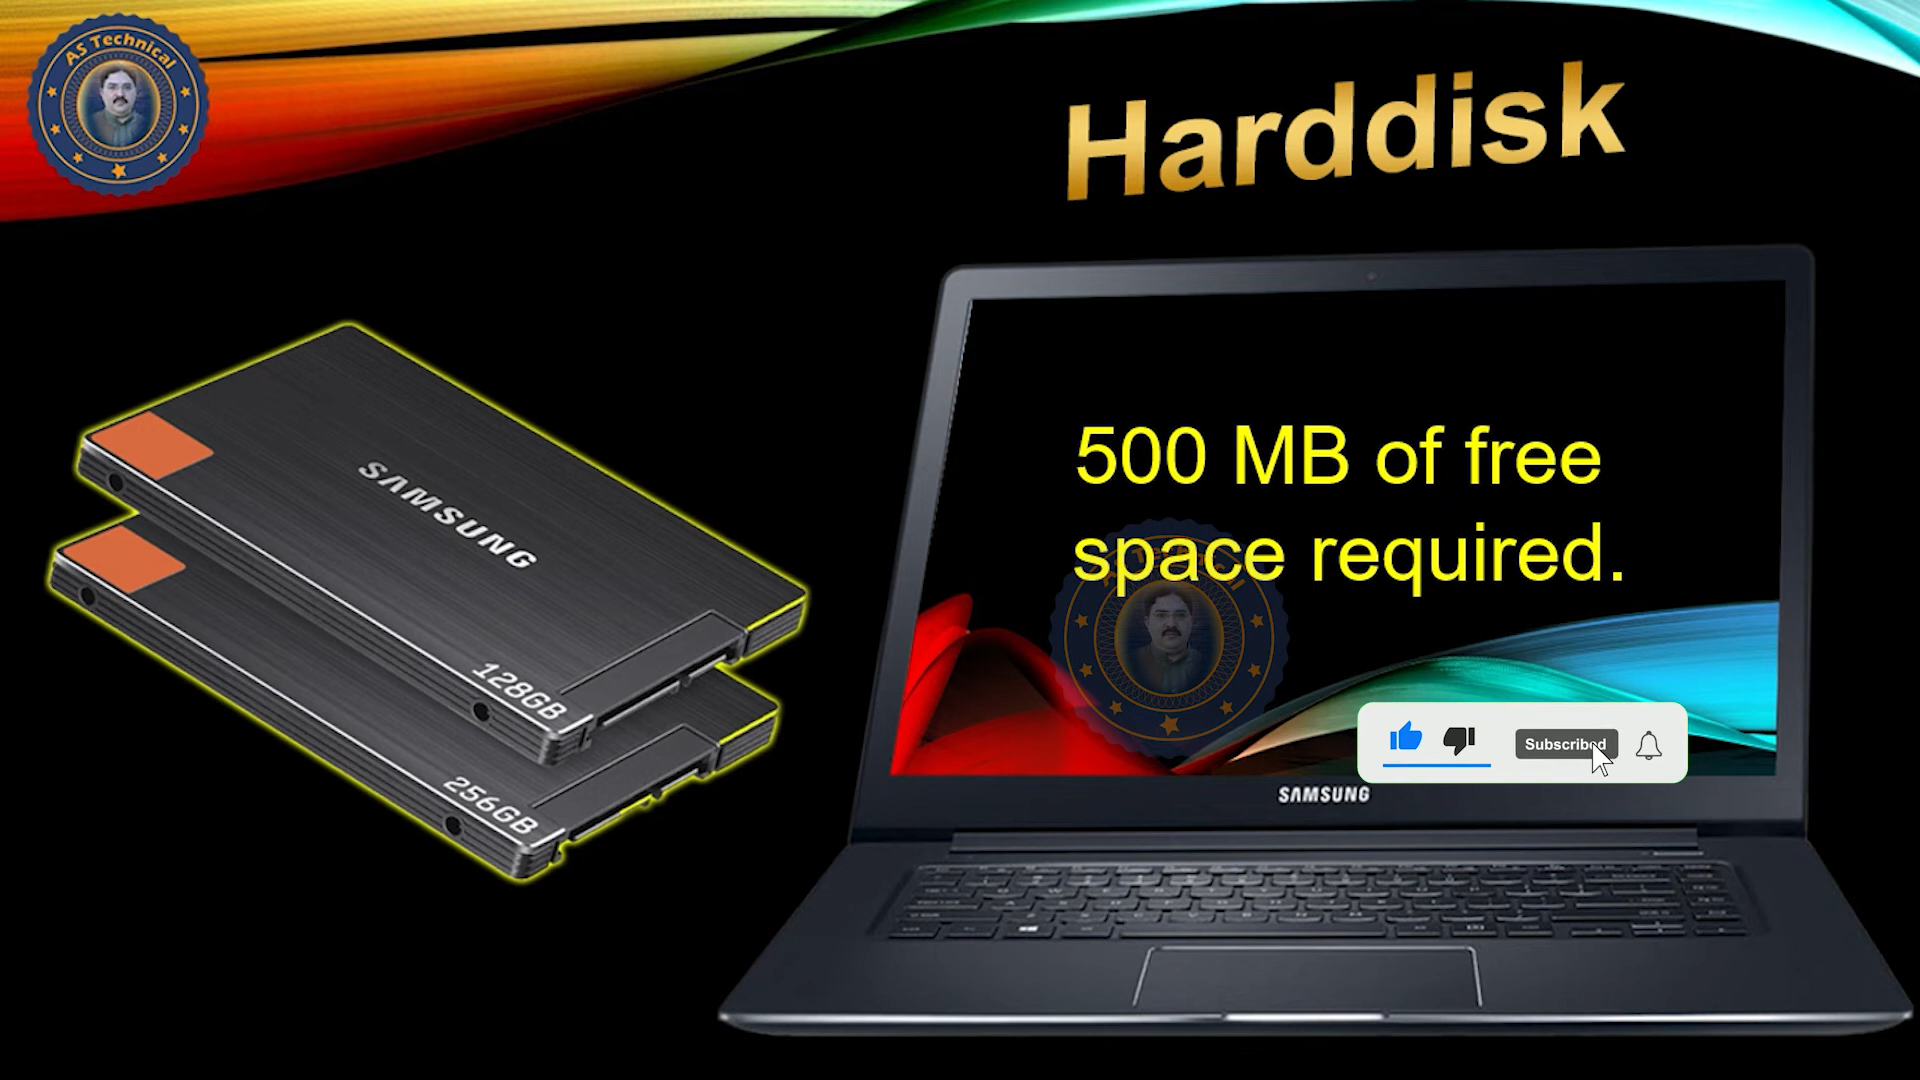 AS Technical
Harddisk
500 MB of free
space required.
SAMSUNG
128GB
256GB
Subscribed
SAMSUNG